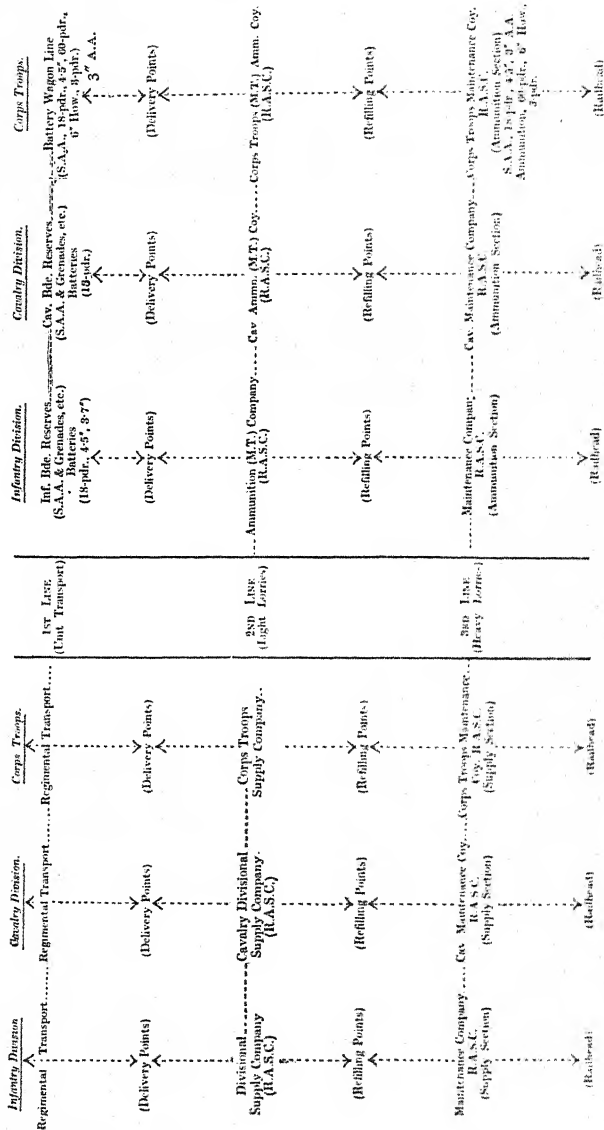 Infantry Division
Cavalry Division.
Corps Troops.
Regimental Transport......Regimental Transport.....Regimental Transport.....
(Delivery Points)
(Delivery Points)
(Delivery Points)
Divisional
Supply Company
(R.A.S.C.)
Cavalry Divisional
Supply Company.
(R.A.S.C.)
Corps Troops
Supply Company..
(Refilling Points)
(Refilling Points)
(Refilling Points)
Maintenance Company
R.A.S.C.
(Supply Section)
Cav. Maintenance Coy.
R.A.S.C.
(Supply Section)
Corps Troops Maintenance
Coy. R.A.S.C.
(Supply Section)
(Railhead)
(Railhead)
(Railhead)
1ST LINE
(Unit Transport)
2ND LINE
(Light Lorries)
3RD LINE
(Heavy Lorries)
Infantry Division.
Cavalry Division.
Corps Troops.
Inf. Bde. Reserves
(S.A.A. & Grenades, etc.)
Batteries
(18-pdr., 4·5", 3·7")
Cav. Bde. Reserves
(S.A.A. & Grenades, etc.)
Batteries
(13-pdr.)
Battery Wagon Line
(S.A.A., 18-pdr., 4·5", 60-pdr.,
6" How., 3-pdr.)
3" A.A.
(Delivery Points)
(Delivery Points)
(Delivery Points)
Ammunition (M.T.) Company
(R.A.S.C.)
Cav Ammn. (M.T.) Coy.
(R.A.S.C.)
Corps Troops (M.T.) Amm. Coy.
(R.A.S.C.)
(Refilling Points)
(Refilling Points)
(Refilling Points)
Maintenance Company
R.A.S.C.
(Ammunition Section)
Cav. Maintenance Company
R.A.S.C.
(Ammunition Section)
Corps Troops Maintenance Coy.
R.A.S.C.
(Ammunition Section)
S.A.A., 18-pdr., 4·5", 3" A.A.
Ammunition, 60-pdr., 6" How.,
3-pdr.
(Railhead)
(Railhead)
(Railhead)